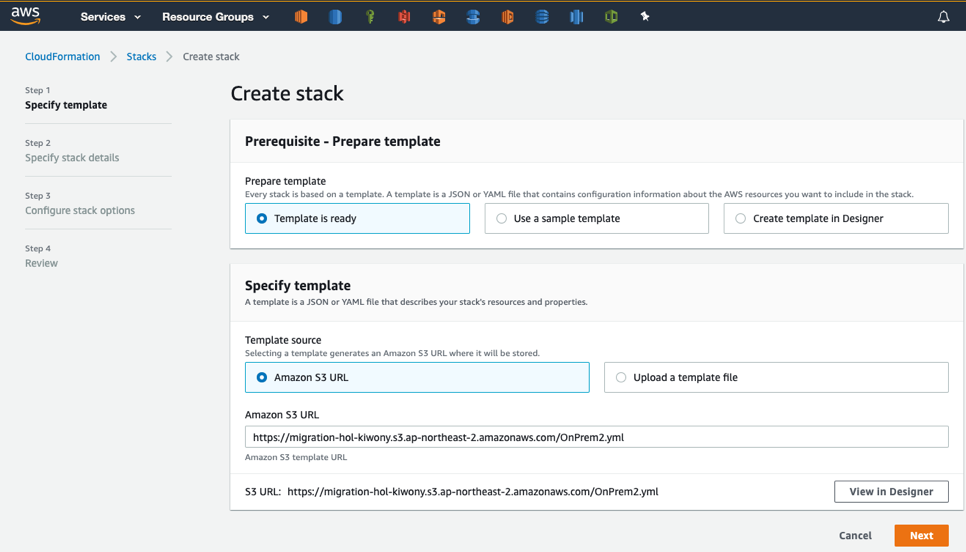 aws
Services
Resource Groups
CloudFormation
Stacks
Create stack
Step 1
Specify template
Step 2
Specify stack details
Step 3
Configure stack options
Step 4
Review
Create stack
Prerequisite - Prepare template
Prepare template
Every stack is based on a template. A template is a JSON or YAML file that contains configuration information about the AWS resources you want to include in the stack.
Template is ready
Use a sample template
Create template in Designer
Specify template
A template is a JSON or YAML file that describes your stack's resources and properties.
Template source
Selecting a template generates an Amazon S3 URL where it will be stored.
Amazon S3 URL
Upload a template file
Amazon S3 URL
https://migration-hol-kiwony.s3.ap-northeast-2.amazonaws.com/OnPrem2.yml
Amazon S3 template URL
S3 URL: https://migration-hol-kiwony.s3.ap-northeast-2.amazonaws.com/OnPrem2.yml
View in Designer
Cancel
Next